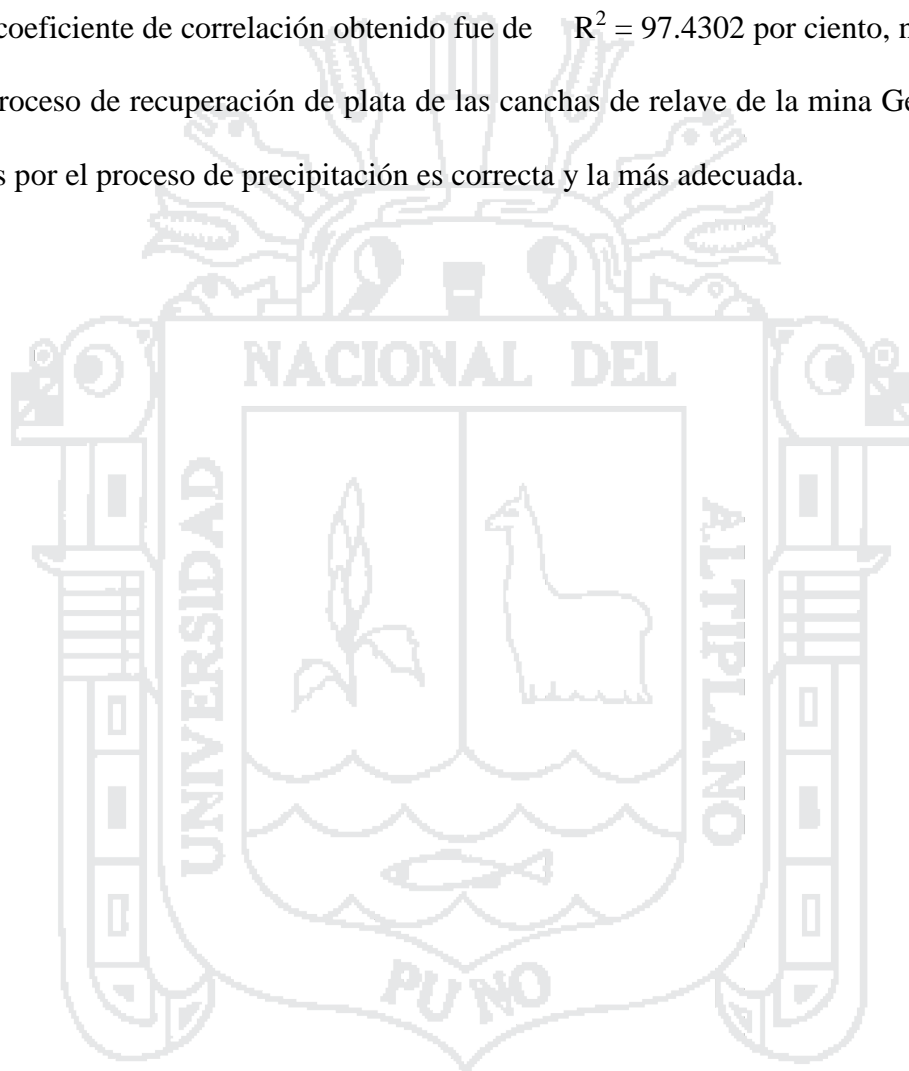 coeficiente de correlación obtenido fue de R² = 97.4302 por ciento,
roceso de recuperación de plata de las canchas de relave de la mina
s por el proceso de precipitación es correcta y la más adecuada.
NACIONAL DEL
UNIVERSIDAD
ALTIPLANO
PUNO